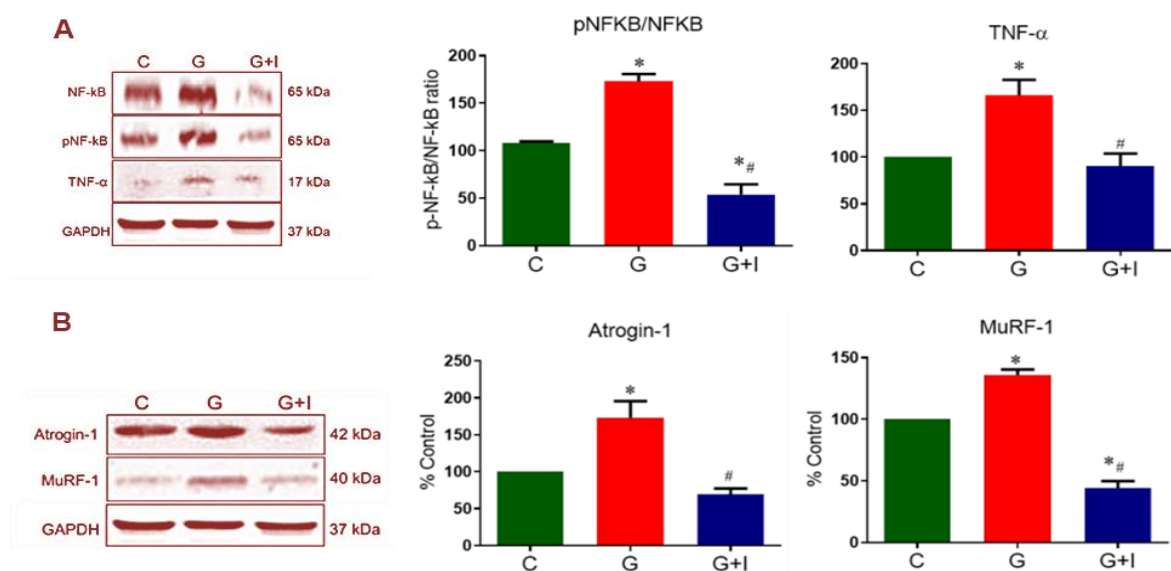 A
C G G+I
NF-kB 65 kDa
pNF-kB 65 kDa
TNF-α 17 kDa
GAPDH 37 kDa
pNFKB/NFKB
p-NF-kB/NF-kB ratio
200
150
100
50
0
*
*#
C G G+I
TNF-α
200
150
100
50
0
*
#
C G G+I
B
C G G+I
Atrogin-1 42 kDa
MuRF-1 40 kDa
GAPDH 37 kDa
Atrogin-1
% Control
250
200
150
100
50
0
*
#
C G G+I
MuRF-1
% Control
150
100
50
0
*
*#
C G G+I